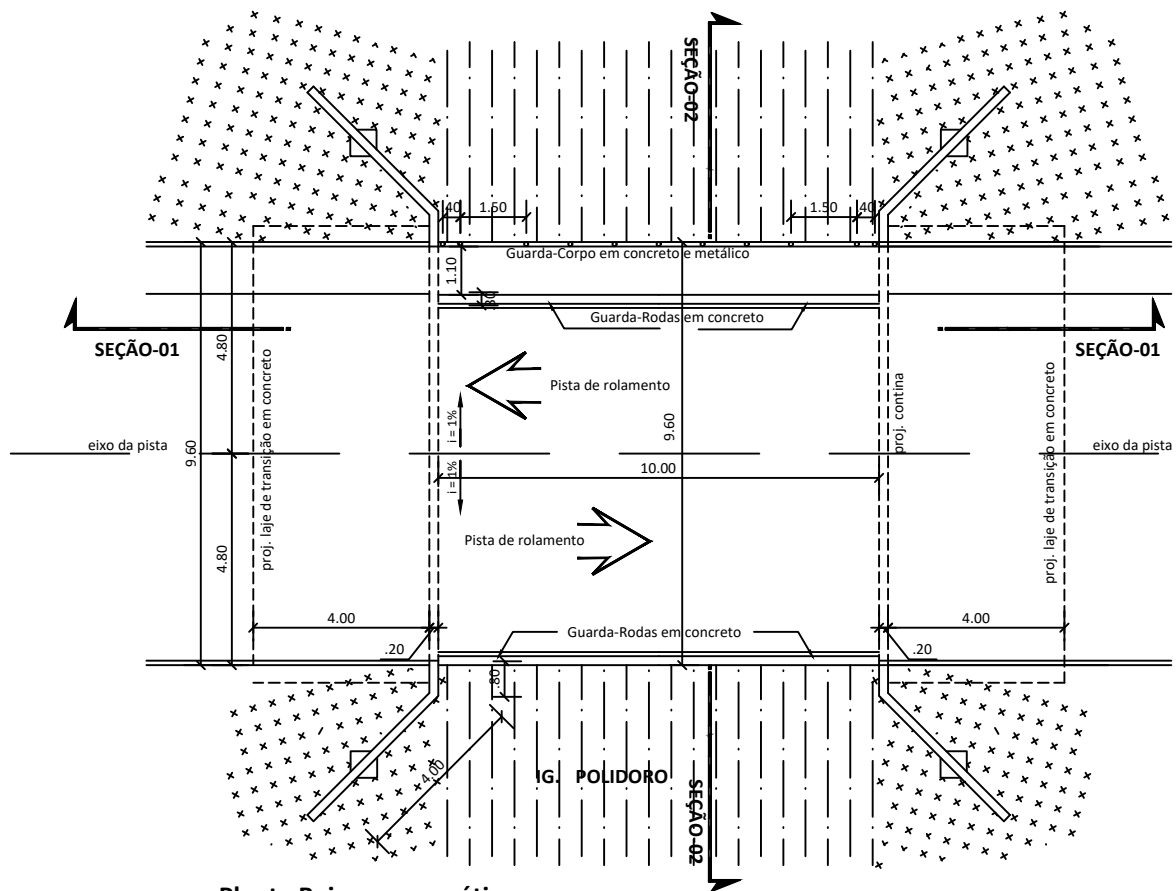 SEÇÃO-02
.40
1.50
1.50
.40
Guarda-Corpo em concreto e metálico
1.10
.30
Guarda-Rodas em concreto
SEÇÃO-01
SEÇÃO-01
4.80
proj. laje de transição em concreto
Pista de rolamento
proj. contina
proj. laje de transição em concreto
i = 1%
9.60
eixo da pista
9.60
eixo da pista
i = 1%
10.00
Pista de rolamento
4.80
4.00
Guarda-Rodas em concreto
4.00
.20
.20
.80
4.00
IG. POLIDORO
SEÇÃO-02